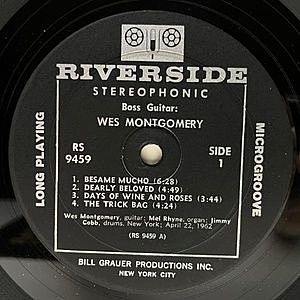 RIVERSIDE
STEREOPHONIC
Boss Guitar:
WES MONTGOMERY
LONG PLAYING
RS
9459
SIDE
1
MICROGROOVE
1. BESAME MUCHO (6:28)
2. DEARLY BELOVED (4:49)
3. DAYS OF WINE AND ROSES (3:44)
4. THE TRICK BAG (4:24)
Wes Montgomery, guitar; Mel Rhyne, organ; Jimmy
Cobb, drums. New York; April 22, 1962
(RS 9459 A)
BILL GRAUER PRODUCTIONS INC.
NEW YORK CITY